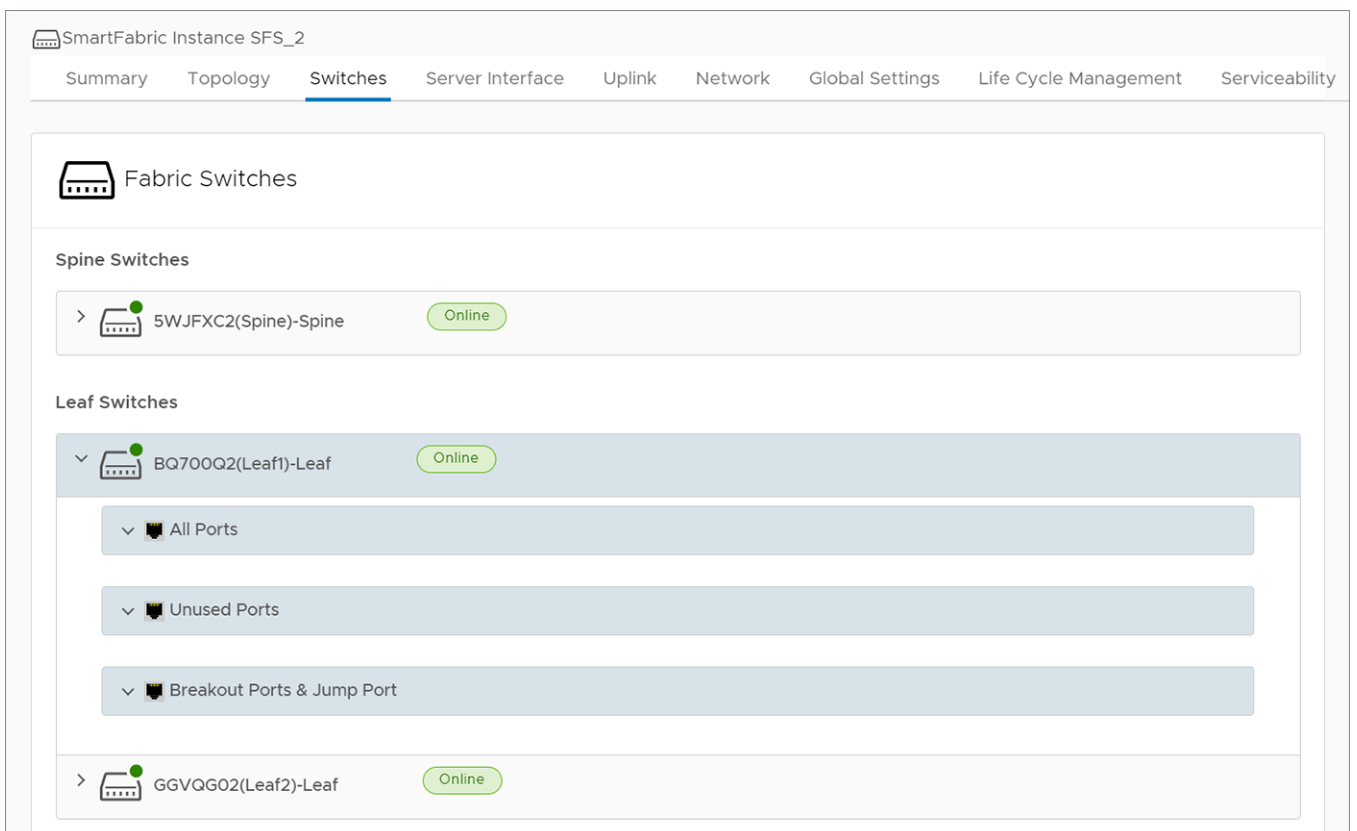 SmartFabric Instance SFS_2
Summary Topology Switches Server Interface Uplink Network Global Settings Life Cycle Management Serviceability
Fabric Switches
Spine Switches
5WJFXC2(Spine)-Spine Online
Leaf Switches
BQ700Q2(Leaf1)-Leaf Online
All Ports
Unused Ports
Breakout Ports & Jump Port
GGVQG02(Leaf2)-Leaf Online